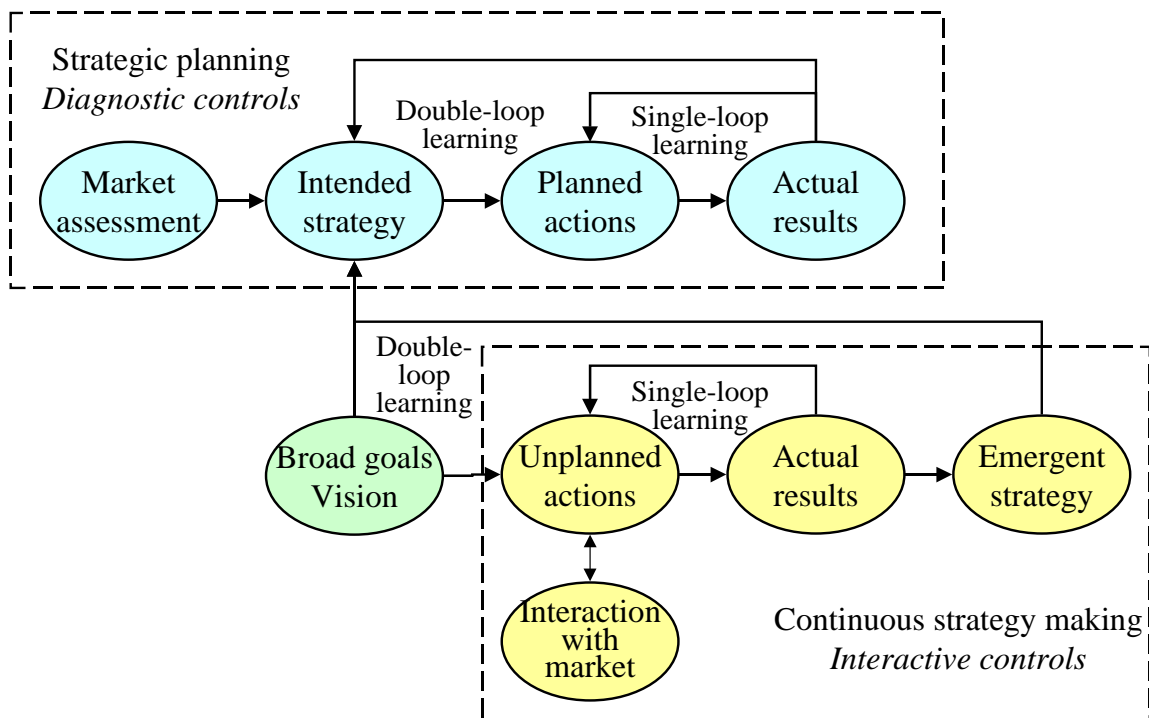 Strategic planning
Diagnostic controls
Double-loop
learning
Single-loop
learning
Market
assessment
Intended
strategy
Planned
actions
Actual
results
Double-
loop
learning
Single-loop
learning
Broad goals
Vision
Unplanned
actions
Actual
results
Emergent
strategy
Interaction
with
market
Continuous strategy making
Interactive controls